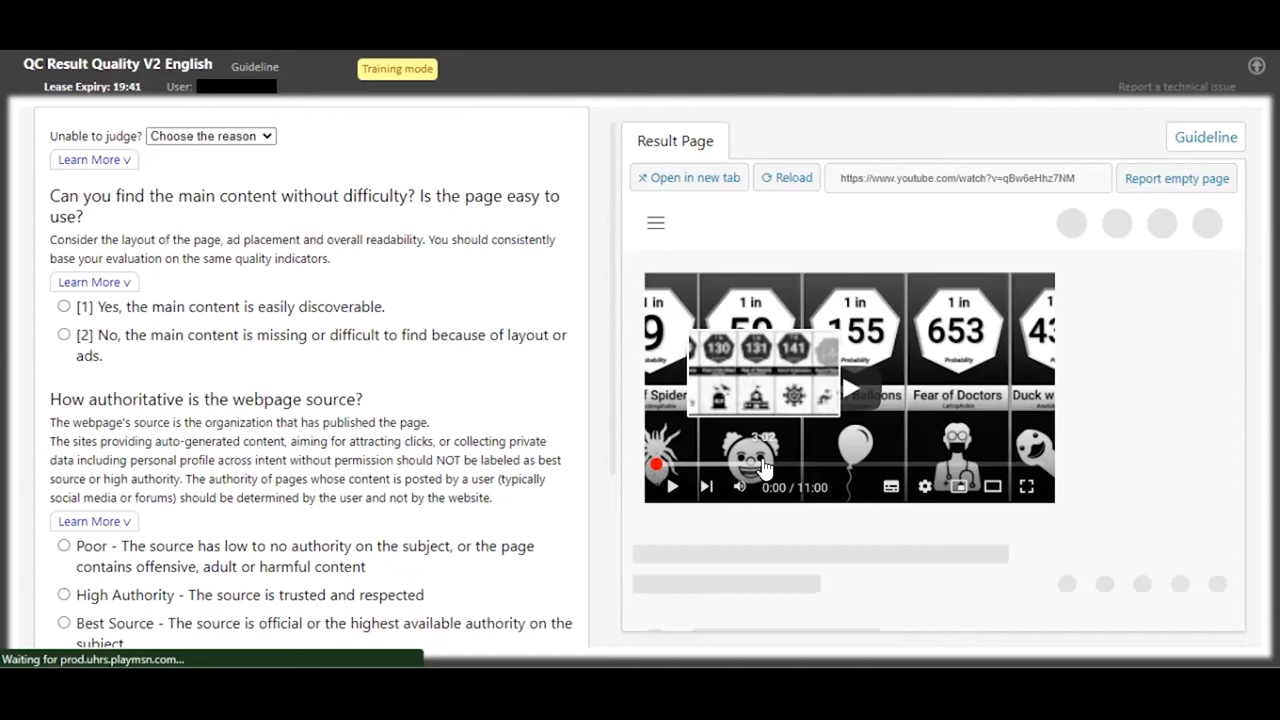 QC Result Quality V2 English
Guideline
Training mode
Lease Expiry: 19:41
User:
Report a technical issue
Unable to judge? Choose the reason
Learn More v
Can you find the main content without difficulty? Is the page easy to
use?
Consider the layout of the page, ad placement and overall readability. You should consistently
base your evaluation on the same quality indicators.
Learn More v
[1] Yes, the main content is easily discoverable.
[2] No, the main content is missing or difficult to find because of layout or
ads.
How authoritative is the webpage source?
The webpage's source is the organization that has published the page.
The sites providing auto-generated content, aiming for attracting clicks, or collecting private
data including personal profile across intent without permission should NOT be labeled as best
source or high authority. The authority of pages whose content is posted by a user (typically
social media or forums) should be determined by the user and not by the website.
Learn More v
Poor - The source has low to no authority on the subject, or the page
contains offensive, adult or harmful content
High Authority - The source is trusted and respected
Best Source - The source is official or the highest available authority on the
subject
Waiting for prod.uhrs.playmsn.com...
Result Page
Guideline
Open in new tab
Reload
https://www.youtube.com/watch?v=qBw6eHhz7NM
Report empty page
1 in
1 in
1 in
1 in
1
9
59
155
653
43
Probability
Probability
130
131
141
f Spider
Balloons
Fear of Doctors
Duck w
3:02
0:00 / 11:00